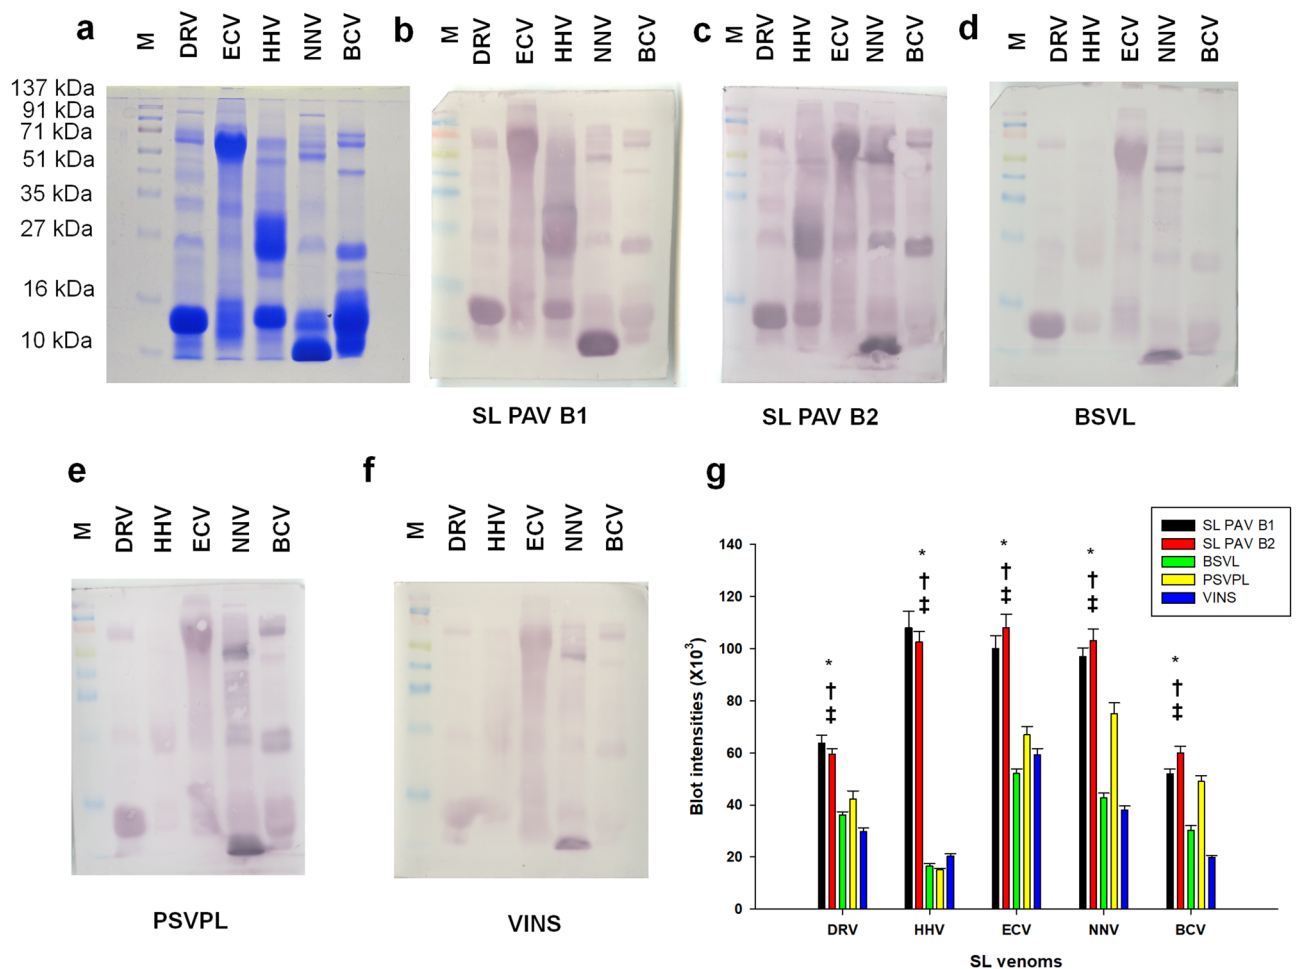 a
M
DRV
ECV
HHV
NNV
BCV
137 kDa
91 kDa
71 kDa
51 kDa
35 kDa
27 kDa
16 kDa
10 kDa
b
M
DRV
ECV
HHV
NNV
BCV
SL PAV B1
c
M
DRV
HHV
ECV
NNV
BCV
SL PAV B2
d
M
DRV
HHV
ECV
NNV
BCV
BSVL
e
M
DRV
HHV
ECV
NNV
BCV
PSVPL
f
M
DRV
HHV
ECV
NNV
BCV
VINS
g
SL PAV B1
SL PAV B2
BSVL
PSVPL
VINS
Blot intensities (X10³)
140
120
100
80
60
40
20
0
*
†
‡
*
†
‡
*
†
‡
*
†
‡
*
†
‡
DRV
HHV
ECV
NNV
BCV
SL venoms